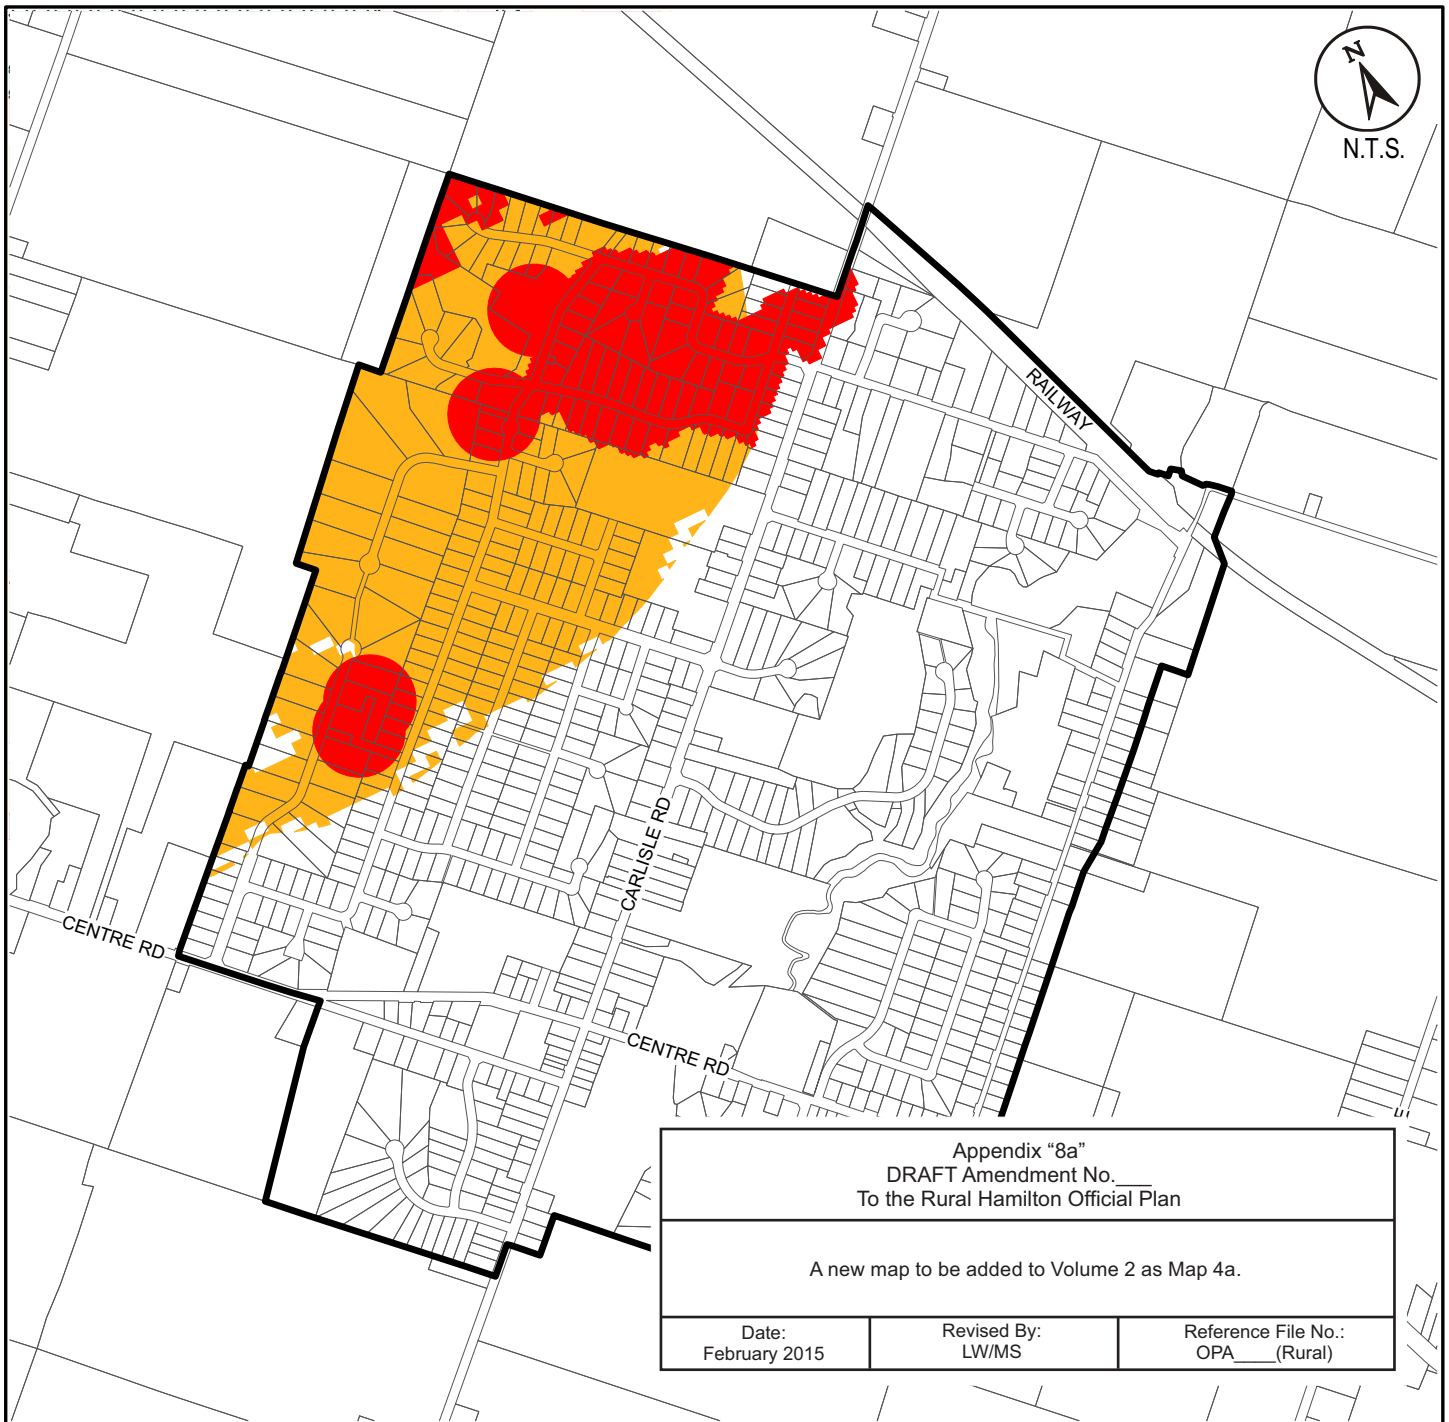 N
N.T.S.
RAILWAY
CARLISLE RD
CENTRE RD
CENTRE RD
Appendix “8a”
DRAFT Amendment No.___
To the Rural Hamilton Official Plan
A new map to be added to Volume 2 as Map 4a.
Date:
February 2015
Revised By:
LW/MS
Reference File No.:
OPA____(Rural)